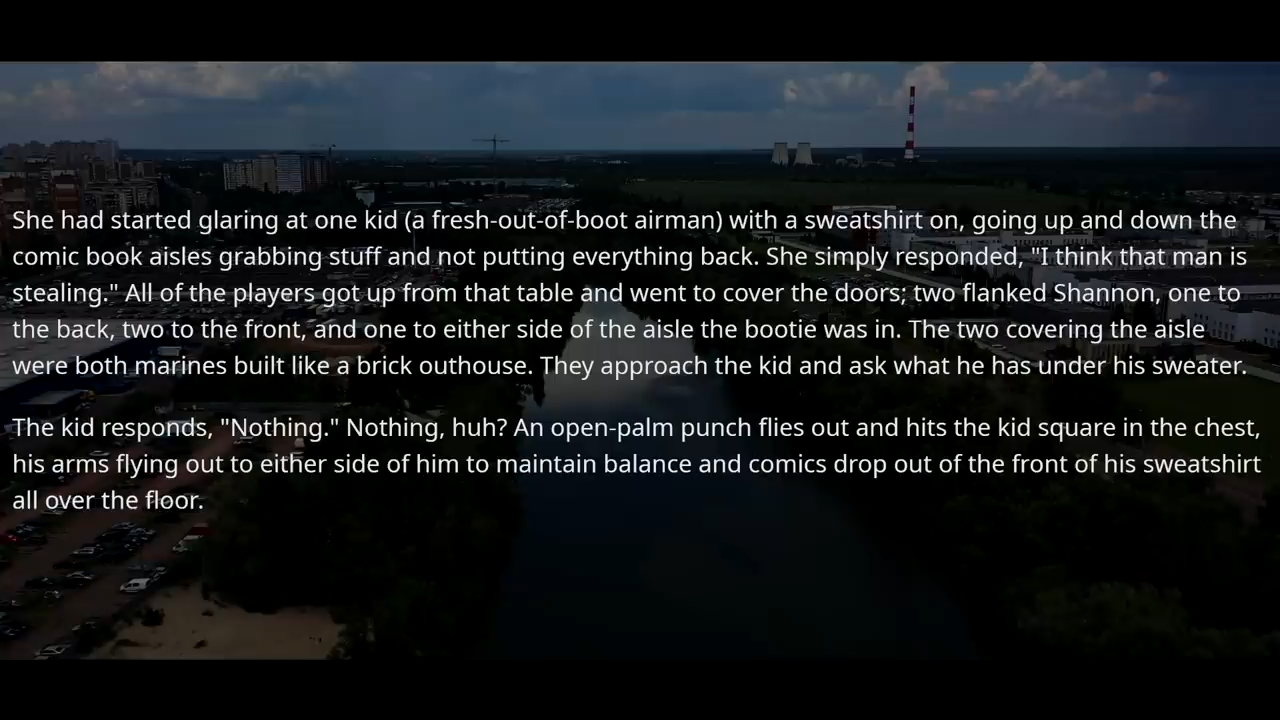 She had started glaring at one kid (a fresh-out-of-boot airman) with a sweatshirt on, going up and down the
comic book aisles grabbing stuff and not putting everything back. She simply responded, "I think that man is
stealing." All of the players got up from that table and went to cover the doors; two flanked Shannon, one to
the back, two to the front, and one to either side of the aisle the bootie was in. The two covering the aisle
were both marines built like a brick outhouse. They approach the kid and ask what he has under his sweater.
The kid responds, "Nothing." Nothing, huh? An open-palm punch flies out and hits the kid square in the chest,
his arms flying out to either side of him to maintain balance and comics drop out of the front of his sweatshirt
all over the floor.